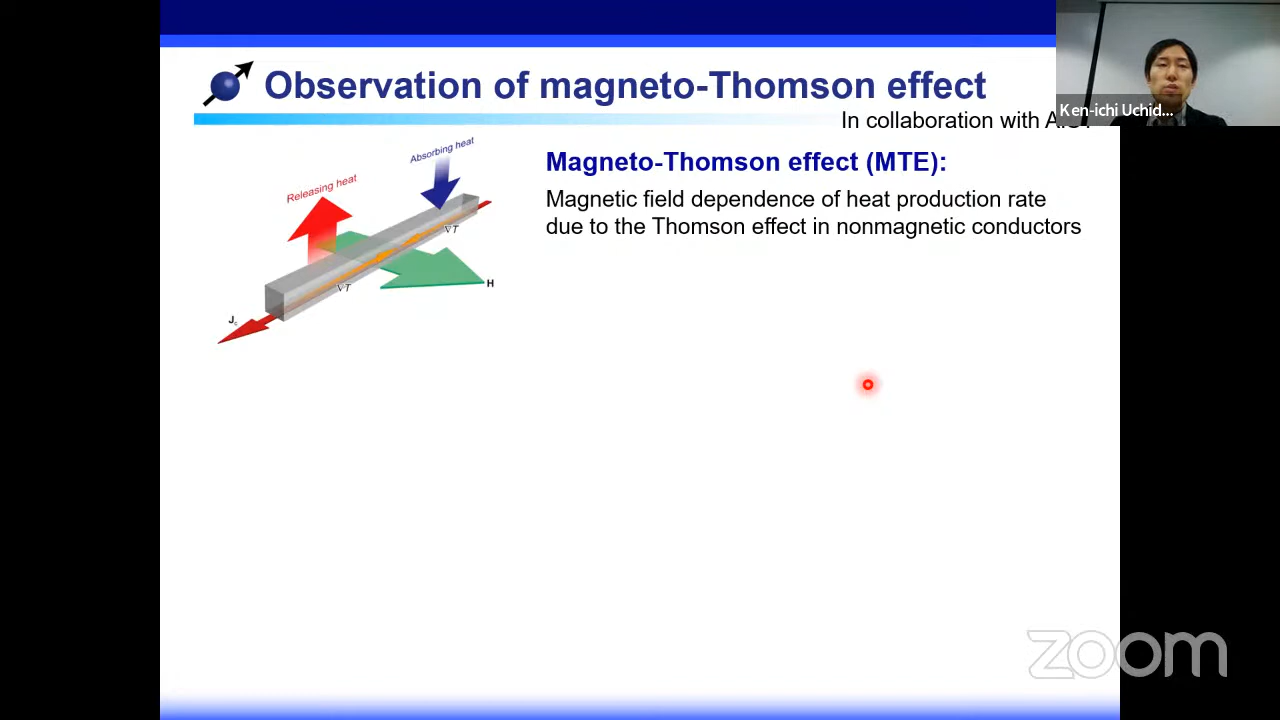 Observation of magneto-Thomson effect
Ken-ichi Uchid...
In collaboration with
Magneto-Thomson effect (MTE):
Magnetic field dependence of heat production rate
due to the Thomson effect in nonmagnetic conductors
Absorbing heat
Releasing heat
∇T
∇T
H
Jc
zoom